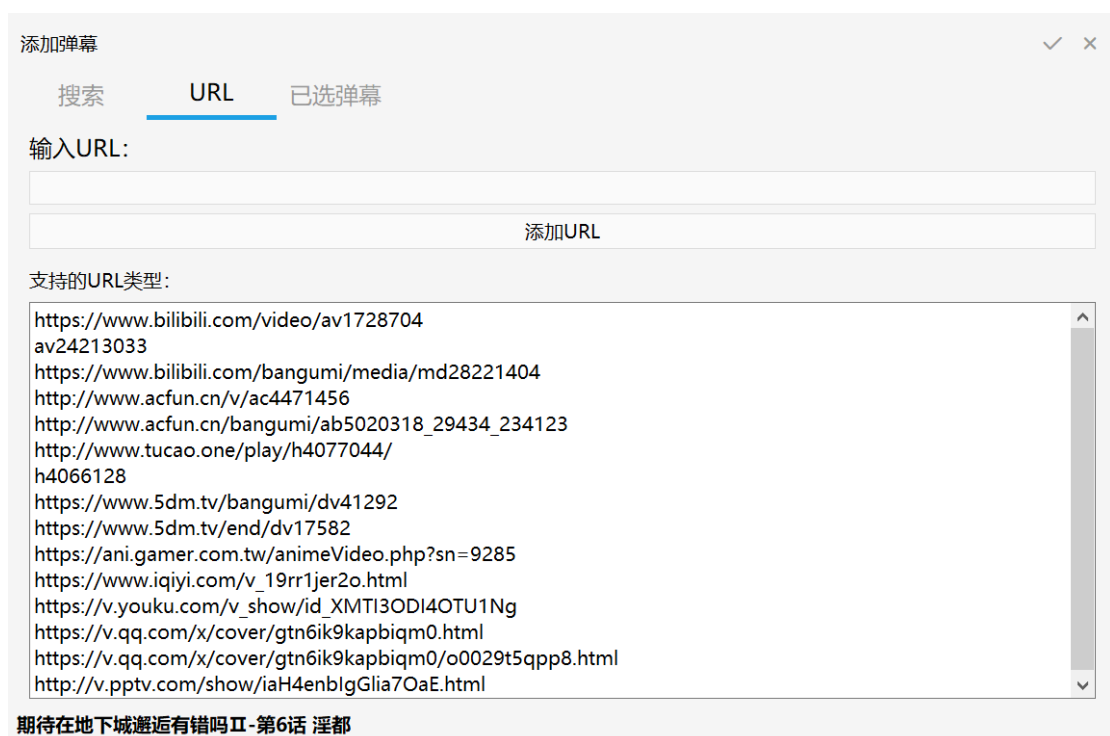 添加弹幕
搜索 URL 已选弹幕
输入URL：
添加URL
支持的URL类型：
https://www.bilibili.com/video/av1728704
av24213033
https://www.bilibili.com/bangumi/media/md28221404
http://www.acfun.cn/v/ac4471456
http://www.acfun.cn/bangumi/ab5020318_29434_234123
http://www.tucao.one/play/h4077044/
h4066128
https://www.5dm.tv/bangumi/dv41292
https://www.5dm.tv/end/dv17582
https://ani.gamer.com.tw/animeVideo.php?sn=9285
https://www.iqiyi.com/v_19rr1jer2o.html
https://v.youku.com/v_show/id_XMTI3ODI4OTU1Ng
https://v.qq.com/x/cover/gtn6ik9kapbiqm0.html
https://v.qq.com/x/cover/gtn6ik9kapbiqm0/o0029t5qpp8.html
http://v.pptv.com/show/iaH4enbIgGlia7OaE.html
期待在地下城邂逅有错吗Ⅱ-第6话 淫都